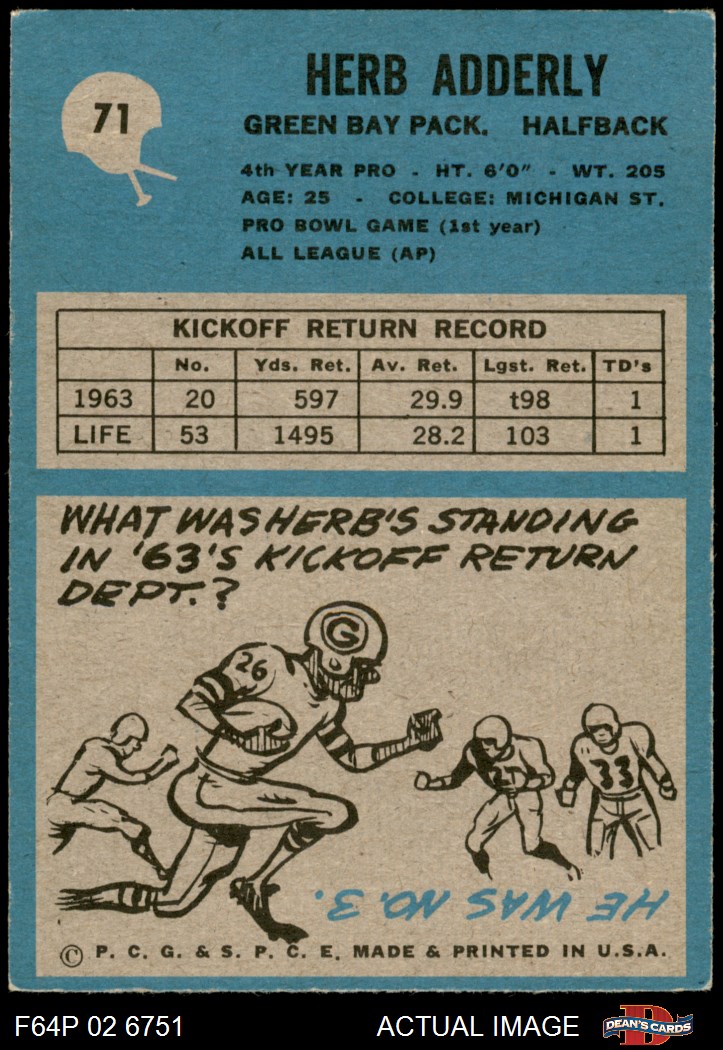 71
HERB ADDERLY
GREEN BAY PACK. HALFBACK
4th YEAR PRO - HT. 6'0" - WT. 205
AGE: 25 - COLLEGE: MICHIGAN ST.
PRO BOWL GAME (1st year)
ALL LEAGUE (AP)
KICKOFF RETURN RECORD
No. Yds. Ret. Av. Ret. Lgst. Ret. TD's
1963 20 597 29.9 t98 1
LIFE 53 1495 28.2 103 1
WHAT WAS HERB'S STANDING
IN '63'S KICKOFF RETURN
DEPT.?
G
26
33
HE WAS NO. 3.
© P. C. G. & S. P. C. E. MADE & PRINTED IN U.S.A.
F64P 02 6751 ACTUAL IMAGE
D
DEAN'S CARDS